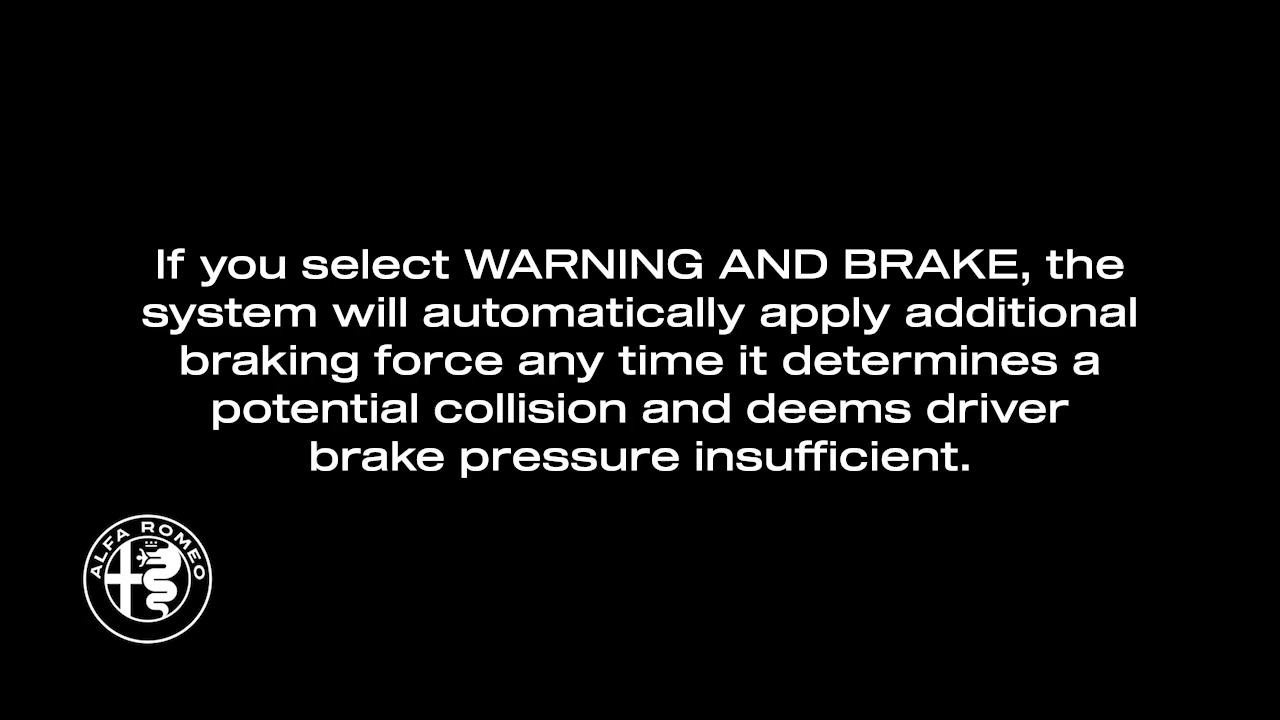 If you select WARNING AND BRAKE, the
system will automatically apply additional
braking force any time it determines a
potential collision and deems driver
brake pressure insufficient.
ALFA ROMEO